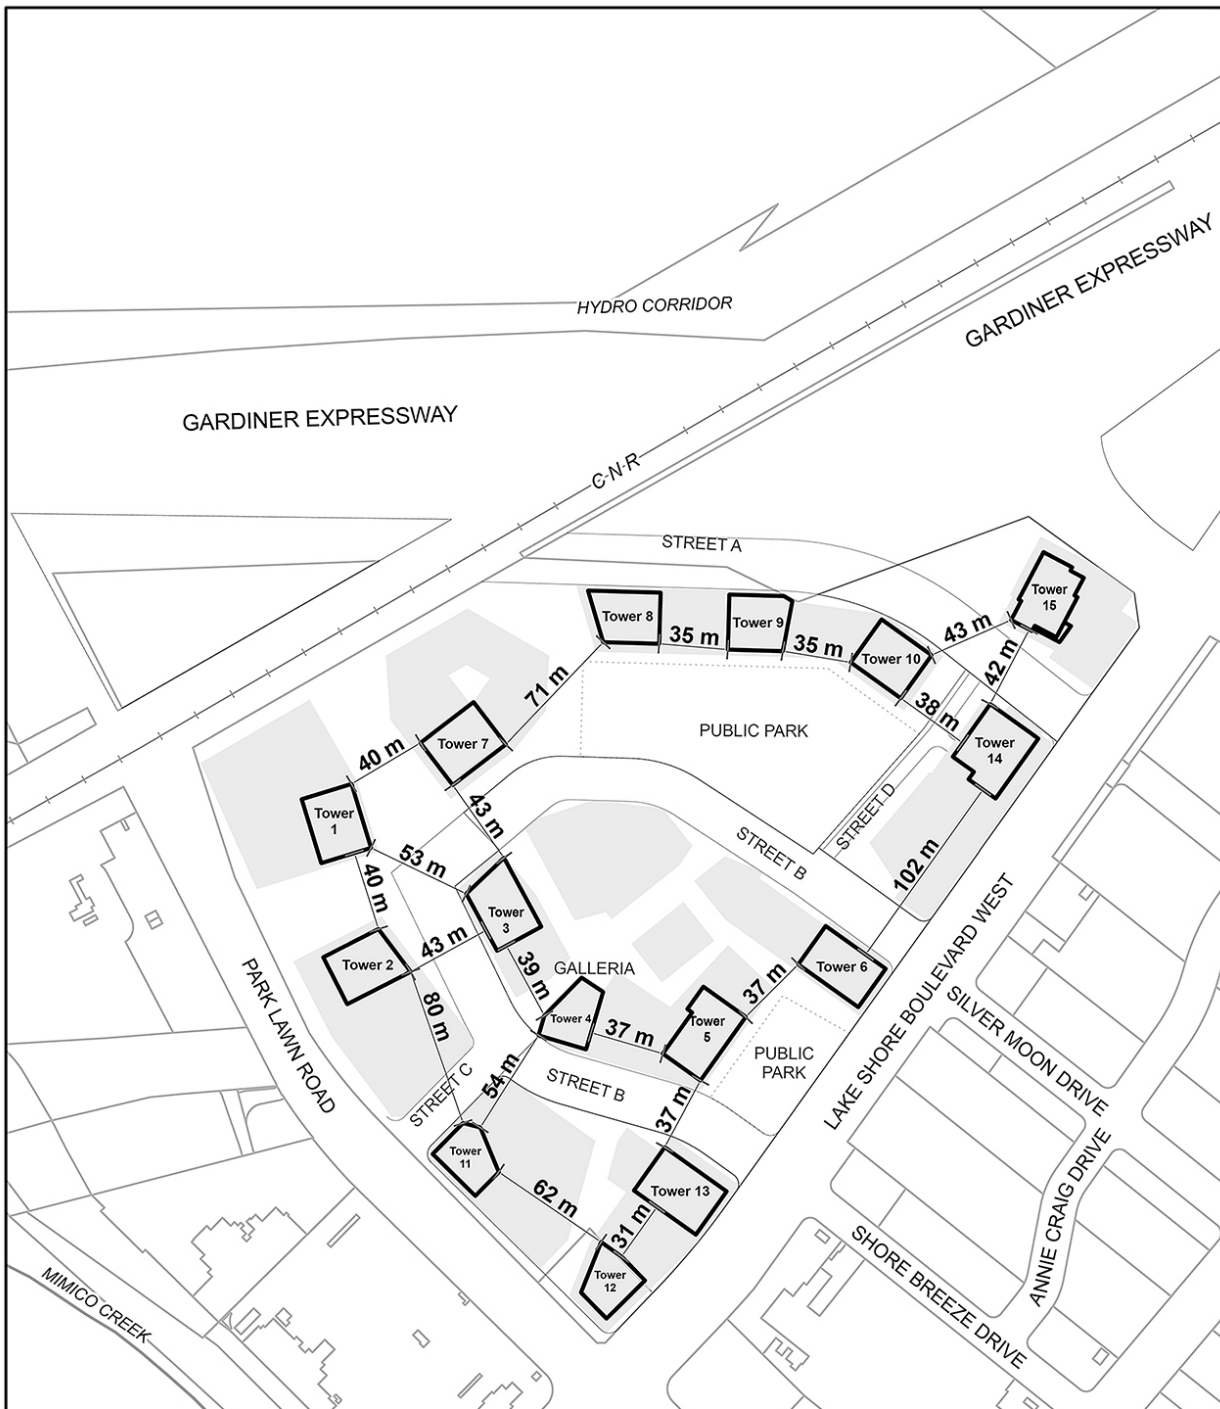 HYDRO CORRIDOR
GARDINER EXPRESSWAY
GARDINER EXPRESSWAY
C-N-R
STREET A
Tower
15
Tower 8
35 m
Tower 9
35 m
Tower 10
43 m
42 m
71 m
38 m
PUBLIC PARK
Tower
14
Tower 7
40 m
Tower
1
43 m
53 m
40 m
STREET D
STREET B
102 m
Tower
3
43 m
Tower 2
39 m
GALLERIA
Tower 6
37 m
80 m
Tower 4
37 m
Tower
5
PUBLIC
PARK
PARK LAWN ROAD
LAKE SHORE BOULEVARD WEST
SILVER MOON DRIVE
STREET C
54 m
STREET B
37 m
Tower
11
62 m
Tower 13
31 m
Tower
12
ANNIE CRAIG DRIVE
SHORE BREEZE DRIVE
MIMICO CREEK